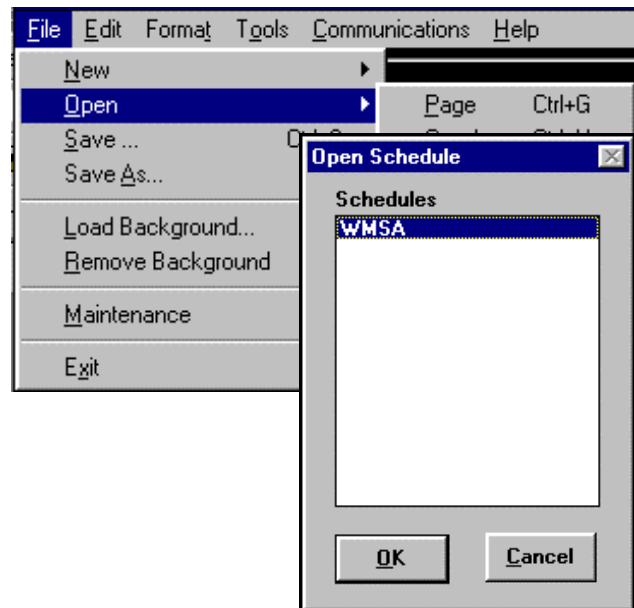 File Edit Format Tools Communications Help
New
Open
Page Ctrl+G
Save ...
Save As...
Open Schedule
Schedules
WMSA
Load Background...
Remove Background
Maintenance
Exit
OK Cancel